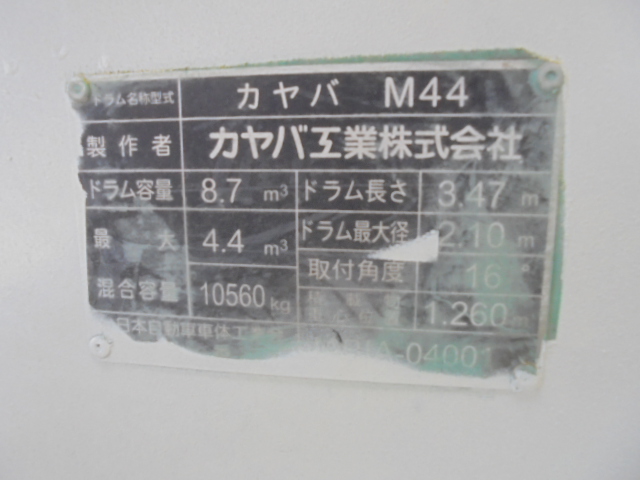 ドラム名称型式 カヤバ M44
製作者 カヤバ工業株式会社
ドラム容量 8.7 m³ ドラム長さ 3.47 m
最大 4.4 m³ ドラム最大径 2.10 m
混合容量 10560 kg 取付角度 16°
1.260 m
日本自動車車体工業会
A-04001